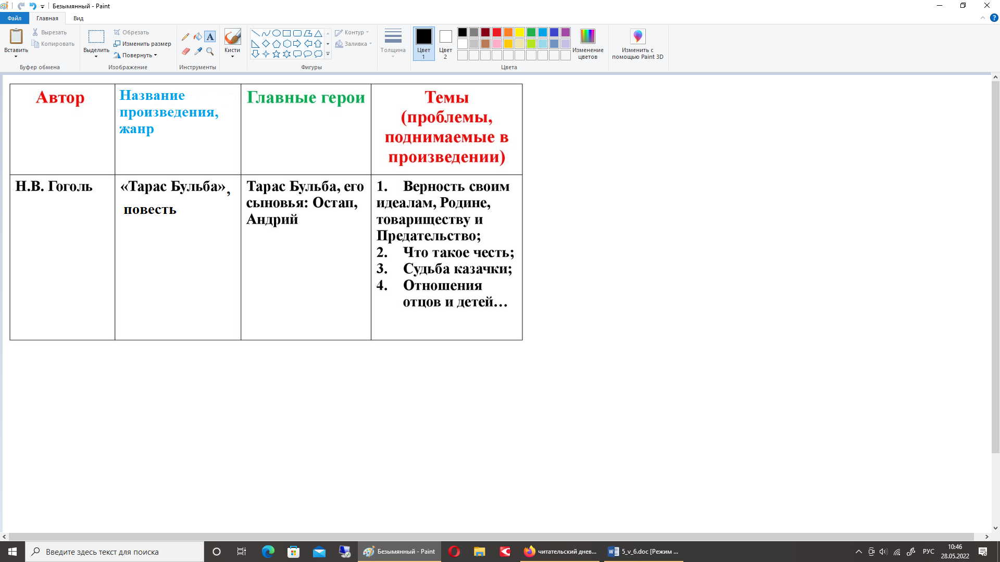 Безымянный - Paint
Файл
Главная
Вид
Вставить
Вырезать
Копировать
Буфер обмена
Выделить
Обрезать
Изменить размер
Повернуть
Изображение
A
Инструменты
Кисти
Контур
Заливка
Фигуры
Толщина
Цвет
1
Цвет
2
Изменение
цветов
Цвета
Изменить с
помощью Paint 3D
Автор
Название
произведения,
жанр
Главные герои
Темы
(проблемы,
поднимаемые в
произведении)
Н.В. Гоголь
«Тарас Бульба»,
повесть
Тарас Бульба, его
сыновья: Остап,
Андрий
1. Верность своим
идеалам, Родине,
товариществу и
Предательство;
2. Что такое честь;
3. Судьба казачки;
4. Отношения
отцов и детей…
Введите здесь текст для поиска
Безымянный - Paint
читательский днев...
5_v_6.doc [Режим ...
РУС
10:46
28.05.2022